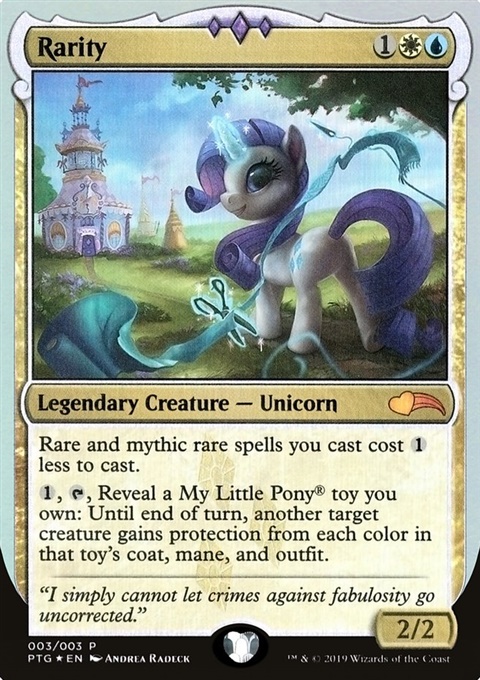 Rarity
1
Legendary Creature — Unicorn
Rare and mythic rare spells you cast cost 1
less to cast.
1, , Reveal a My Little Pony® toy you
own: Until end of turn, another target
creature gains protection from each color in
that toy's coat, mane, and outfit.
“I simply cannot let crimes against fabulosity go
uncorrected.”
2/2
003/003 P
PTG ★ EN Andrea Radeck
™ & © 2019 Wizards of the Coast